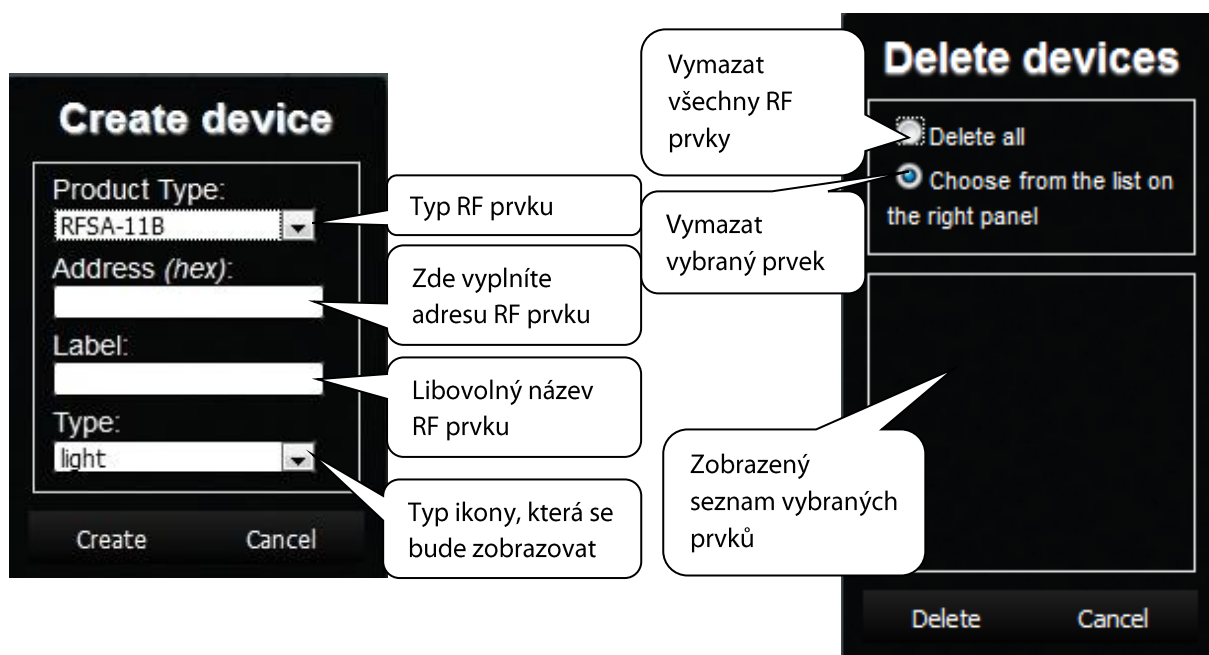 Create device
Product Type:
RFSA-11B
Address (hex):
Label:
Type:
light
Create Cancel
Typ RF prvku
Zde vyplníte
adresu RF prvku
Libovolný název
RF prvku
Typ ikony, která se
bude zobrazovat
Delete devices
Delete all
Choose from the list on
the right panel
Delete Cancel
Vymazat
všechny RF
prvky
Vymazat
vybraný prvek
Zobrazený
seznam vybraných
prvků